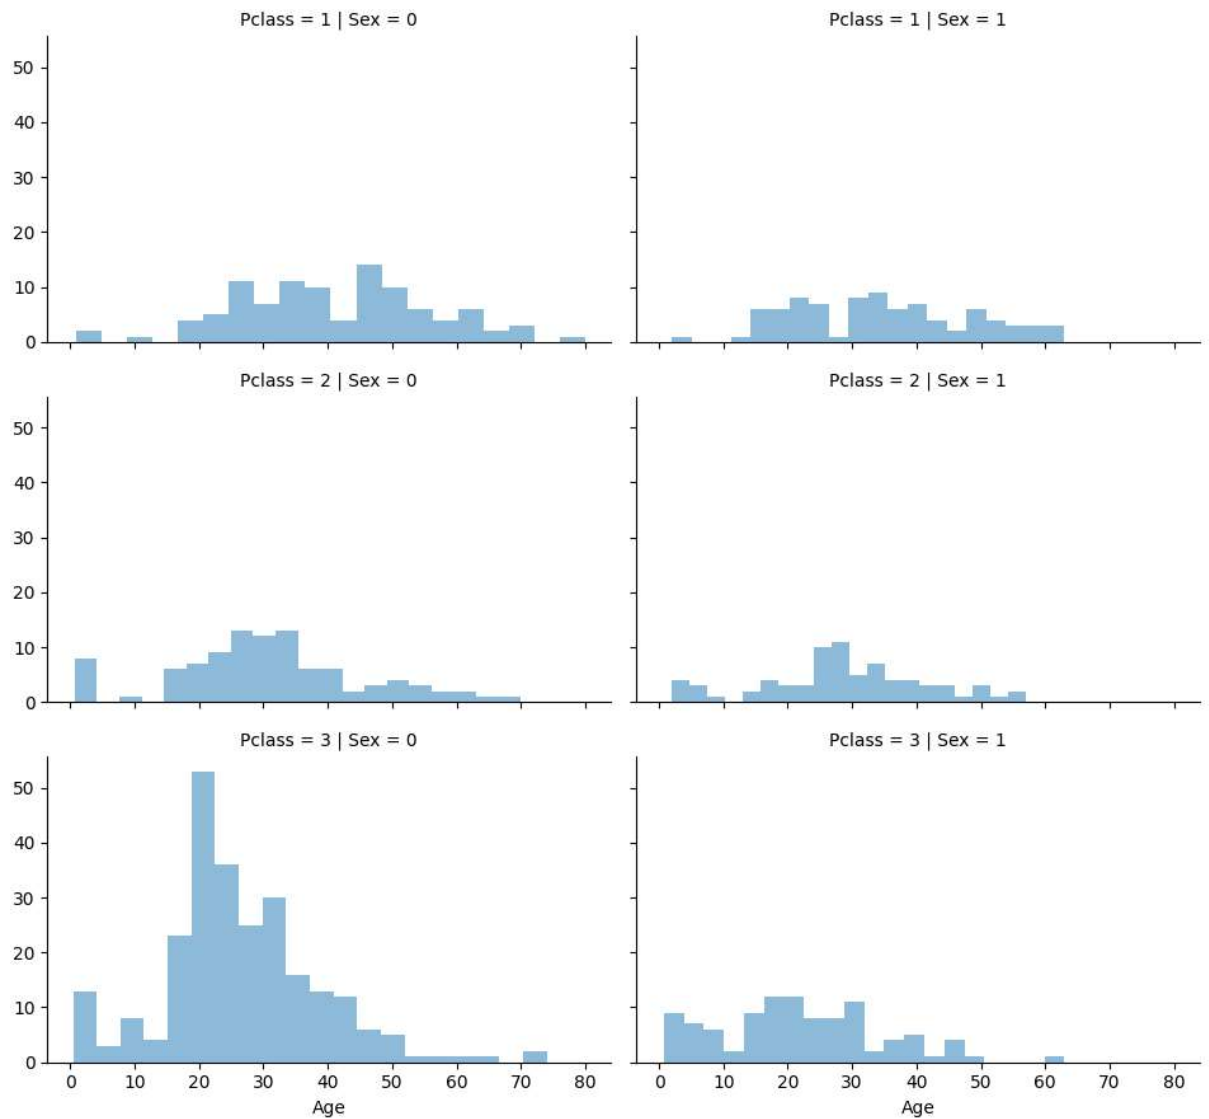 Pclass = 1 | Sex = 0
Pclass = 1 | Sex = 1
50
40
30
20
10
0
Pclass = 2 | Sex = 0
Pclass = 2 | Sex = 1
50
40
30
20
10
0
Pclass = 3 | Sex = 0
Pclass = 3 | Sex = 1
50
40
30
20
10
0
0 10 20 30 40 50 60 70 80
0 10 20 30 40 50 60 70 80
Age
Age